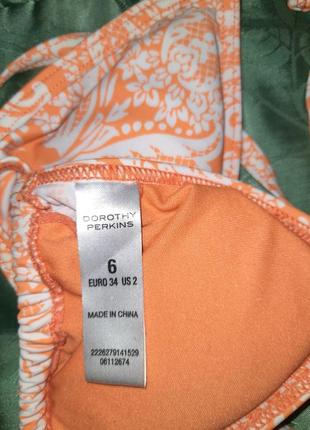 DOROTHY
PERKINS
6
EURO 34 US 2
MADE IN CHINA
2226279141529
06112674